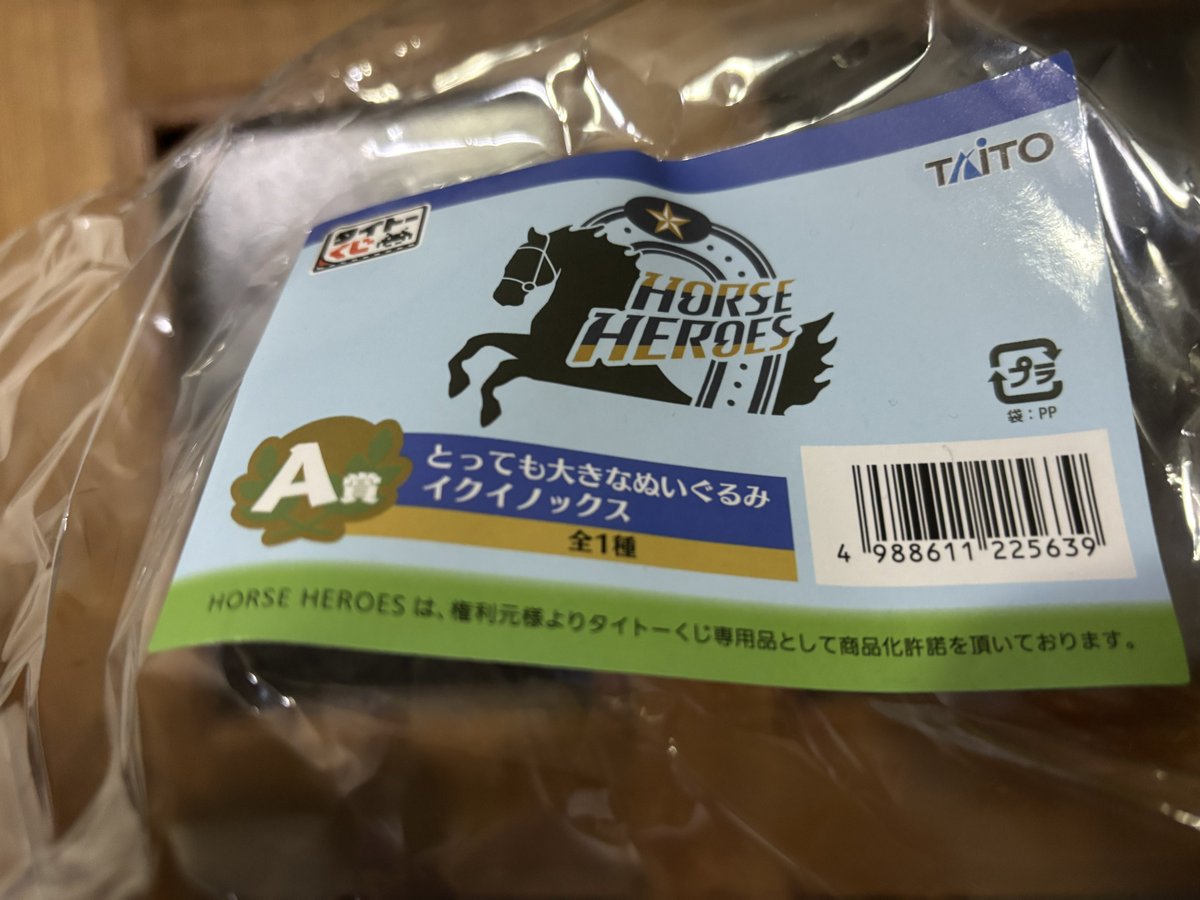 TAITO
タイトー
くじ
HORSE
HEROES
プラ
袋:PP
A賞
とっても大きなぬいぐるみ
イクイノックス
全1種
4 988611 225639
HORSE HEROES は、権利元様よりタイトーくじ専用品として商品化許諾を頂いております。